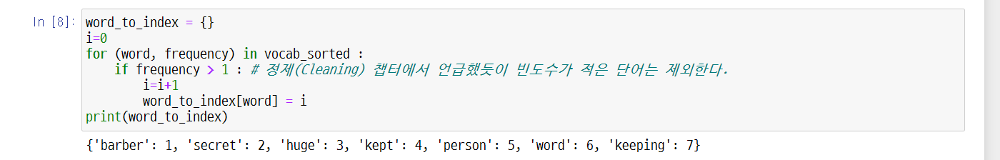 In [8]:
word_to_index = {}
i=0
for (word, frequency) in vocab_sorted :
    if frequency > 1 : # 정제(Cleaning) 챕터에서 언급했듯이 빈도수가 적은 단어는 제외한다.
        i=i+1
        word_to_index[word] = i
print(word_to_index)
{'barber': 1, 'secret': 2, 'huge': 3, 'kept': 4, 'person': 5, 'word': 6, 'keeping': 7}